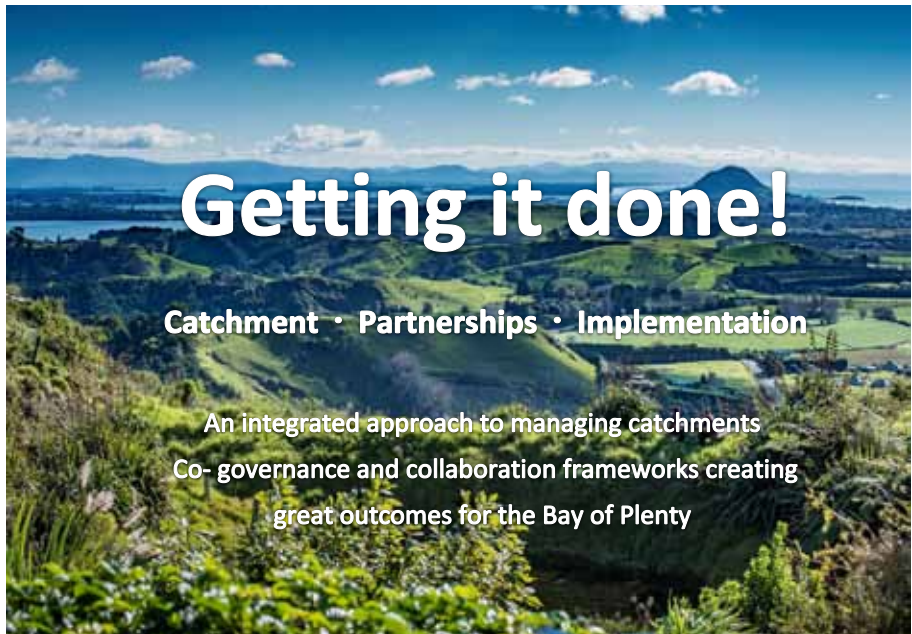 Getting it done!
Catchment · Partnerships · Implementation
An integrated approach to managing catchments
Co- governance and collaboration frameworks creating
great outcomes for the Bay of Plenty